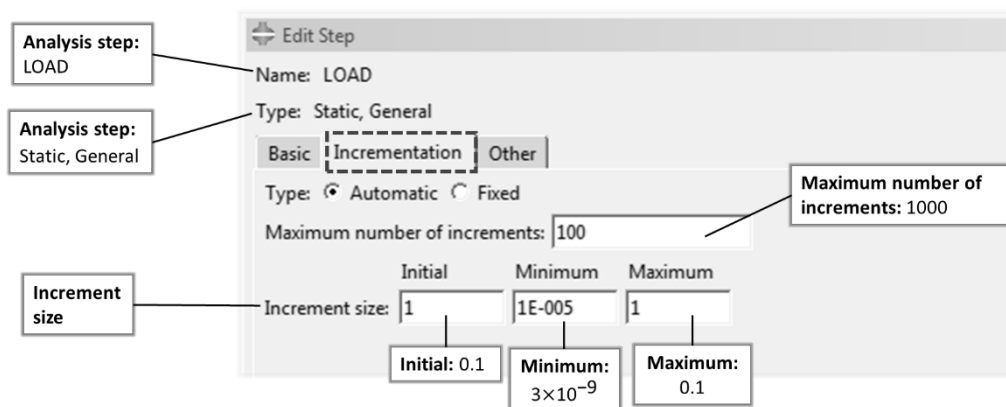 Analysis step:
LOAD
Edit Step
Name: LOAD
Analysis step:
Static, General
Type: Static, General
Basic Incrementation Other
Type: Automatic Fixed
Maximum number of
increments: 1000
Maximum number of increments: 100
Initial Minimum Maximum
Increment
size
Increment size: 1 1E-005 1
Initial: 0.1
Minimum:
3×10⁻⁹
Maximum:
0.1